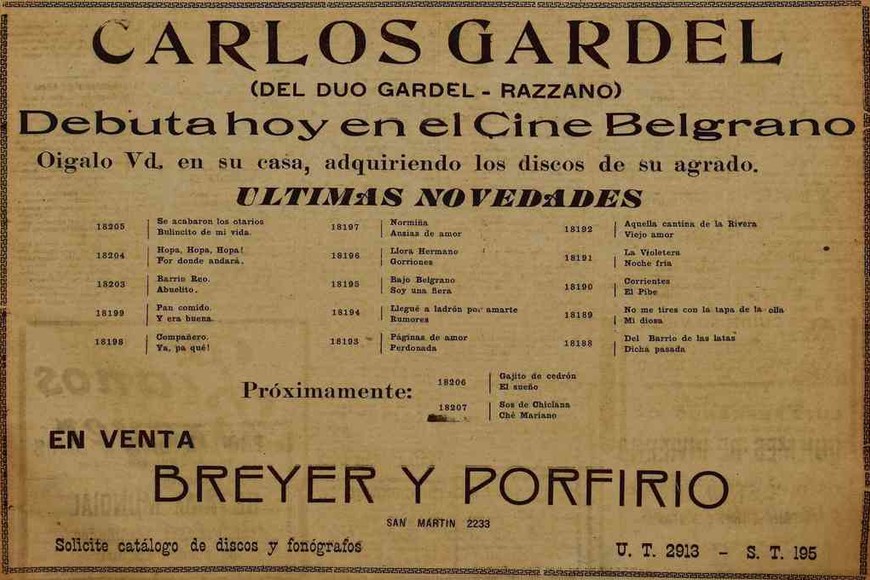 CARLOS GARDEL
(DEL DUO GARDEL - RAZZANO)
Debuta hoy en el Cine Belgrano
Oigalo Vd. en su casa, adquiriendo los discos de su agrado.
ULTIMAS NOVEDADES
18205
Se acabaron los otarios
Bulincito de mi vida.
18204
Hopa, Hopa, Hopa!
Por donde andará.
18203
Barrio Reo.
Abuelito.
18199
Pan comido.
Y era buena.
18198
Compañero.
Ya, pa qué!
18197
Normiña
Ansias de amor
18196
Llora Hermano
Gorriones
18195
Bajo Belgrano
Soy una fiera
18194
Llegué a ladrón por amarte
Rumores
18193
Páginas de amor
Perdonada
18192
Aquella cantina de la Rivera
Viejo amor
18191
La Violetera
Noche fría
18190
Corrientes
El Pibe
18189
No me tires con la tapa de la olla
Mi diosa
18188
Del Barrio de las latas
Dicha pasada
Próximamente:
18206
Gajito de cedrón
El sueño
18207
Sos de Chiclana
Ché Mariano
EN VENTA
BREYER Y PORFIRIO
SAN MARTIN 2233
Solicite catálogo de discos y fonógrafos
U. T. 2913 - S. T. 195